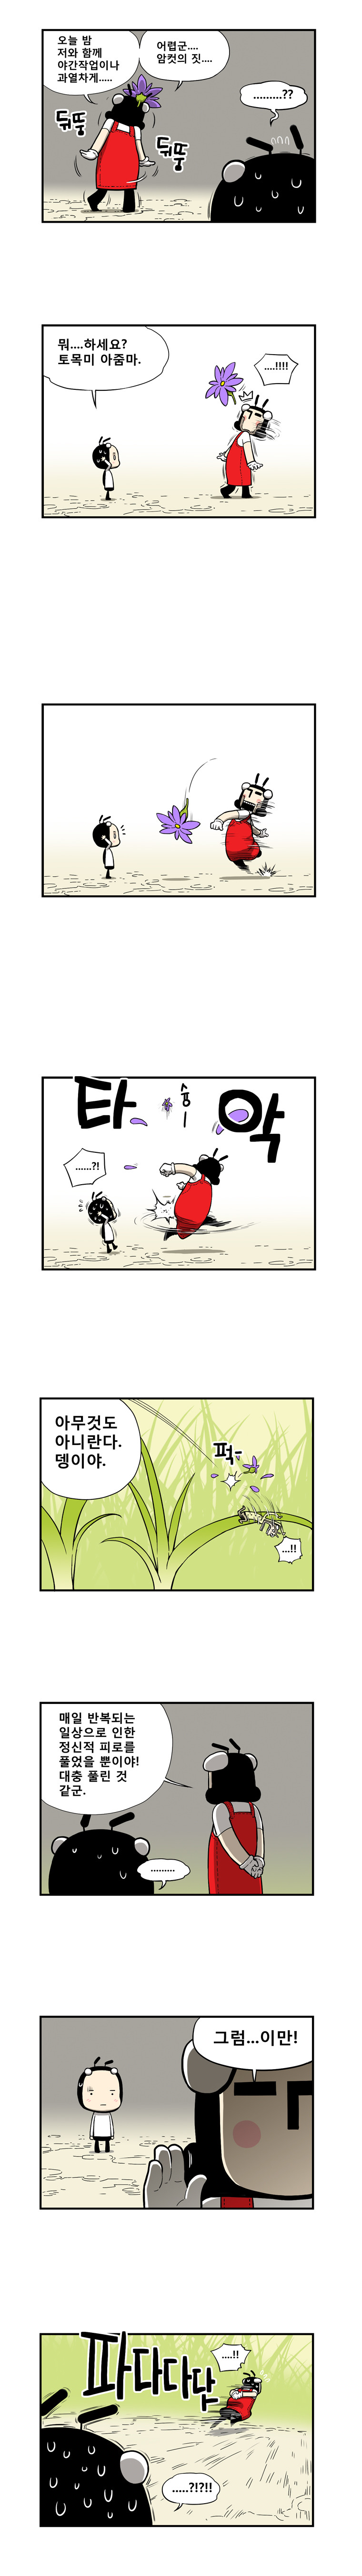 오늘 밤
저와 함께
야간작업이나
과열차게.....
어렵군....
암컷의 짓....
.........??
뒤뚱
뒤뚱
뭐....하세요?
토목미 아줌마.
....!!!!
타
슝
악
......?!
아무것도
아니란다.
뎅이야.
퍽-
...!!
매일 반복되는
일상으로 인한
정신적 피로를
풀었을 뿐이야!
대충 풀린 것
같군.
.........
그럼...이만!
파다다닷
....!!
.....?!?!!